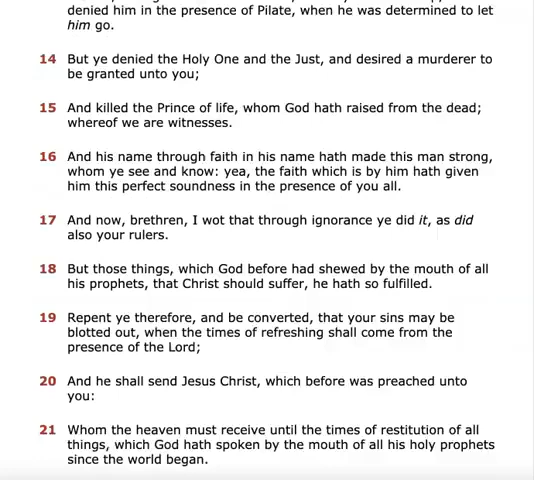 denied him in the presence of Pilate, when he was determined to let
him go.
14 But ye denied the Holy One and the Just, and desired a murderer to
be granted unto you;
15 And killed the Prince of life, whom God hath raised from the dead;
whereof we are witnesses.
16 And his name through faith in his name hath made this man strong,
whom ye see and know: yea, the faith which is by him hath given
him this perfect soundness in the presence of you all.
17 And now, brethren, I wot that through ignorance ye did it, as did
also your rulers.
18 But those things, which God before had shewed by the mouth of all
his prophets, that Christ should suffer, he hath so fulfilled.
19 Repent ye therefore, and be converted, that your sins may be
blotted out, when the times of refreshing shall come from the
presence of the Lord;
20 And he shall send Jesus Christ, which before was preached unto
you:
21 Whom the heaven must receive until the times of restitution of all
things, which God hath spoken by the mouth of all his holy prophets
since the world began.